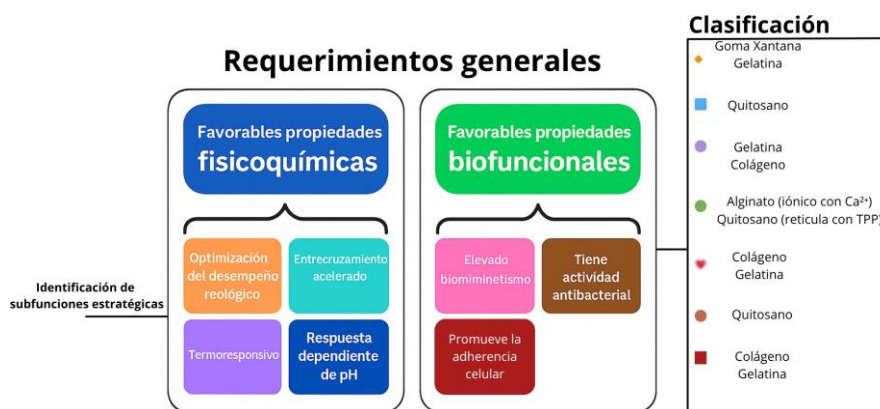 Requerimientos generales
Favorables propiedades
fisicoquímicas
Optimización
del desempeño
reológico
Entrecruzamiento
acelerado
Termoresponsivo
Respuesta
dependiente
de pH
Favorables propiedades
biofuncionales
Elevado
biomiminetismo
Tiene
actividad
antibacterial
Promueve la
adherencia
celular
Identificación de
subfunciones estratégicas
Clasificación
Goma Xantana
Gelatina
Quitosano
Gelatina
Colágeno
Alginato (iónico con Ca²⁺)
Quitosano (reticula con TPP)
Colágeno
Gelatina
Quitosano
Colágeno
Gelatina